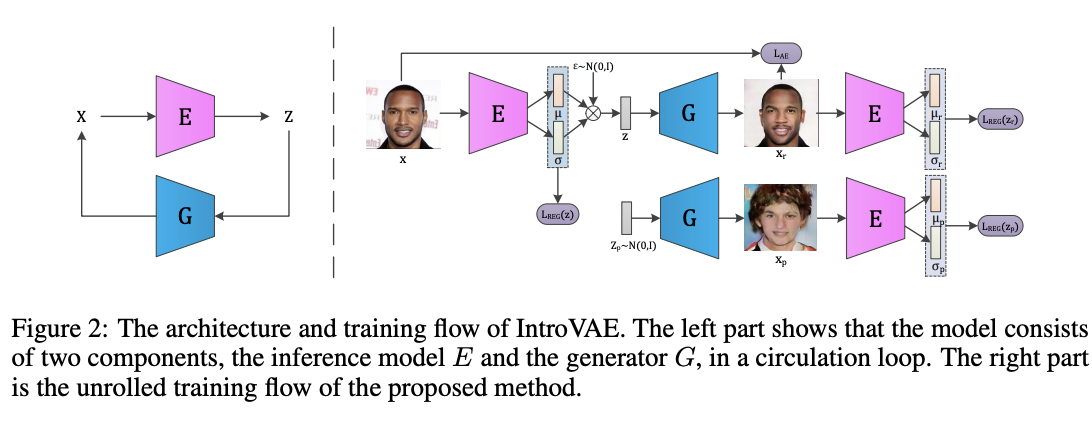 X
E
Z
G
L_AE
ε~N(0,I)
x
E
μ
σ
z
G
x_r
E
μ_r
σ_r
L_REG(z_r)
L_REG(z)
Z_p~N(0,I)
G
x_p
E
μ_p
σ_p
L_REG(z_p)
Figure 2: The architecture and training flow of IntroVAE. The left part shows that the model consists
of two components, the inference model E and the generator G, in a circulation loop. The right part
is the unrolled training flow of the proposed method.